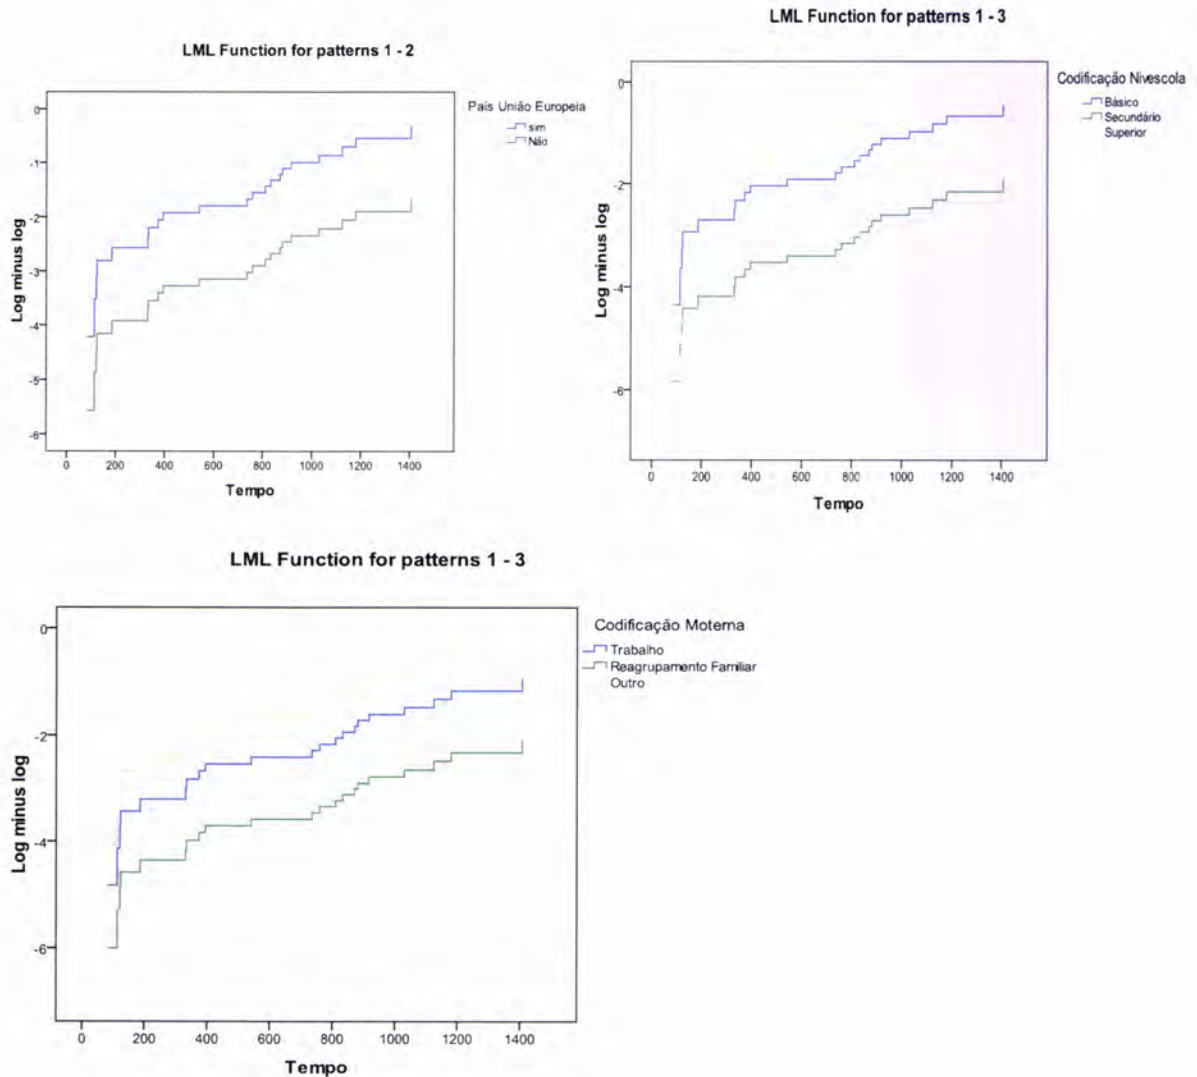 LML Function for patterns 1 - 2
0
-1
-2
-3
-4
-5
-6
Log minus log
0 200 400 600 800 1000 1200 1400
Tempo
País União Europeia
sim
Não
LML Function for patterns 1 - 3
0
-2
-4
-6
Log minus log
0 200 400 600 800 1000 1200 1400
Tempo
Codificação Nivescola
Básico
Secundário
Superior
LML Function for patterns 1 - 3
0
-2
-4
-6
Log minus log
0 200 400 600 800 1000 1200 1400
Tempo
Codificação Moterna
Trabalho
Reagrupamento Familiar
Outro